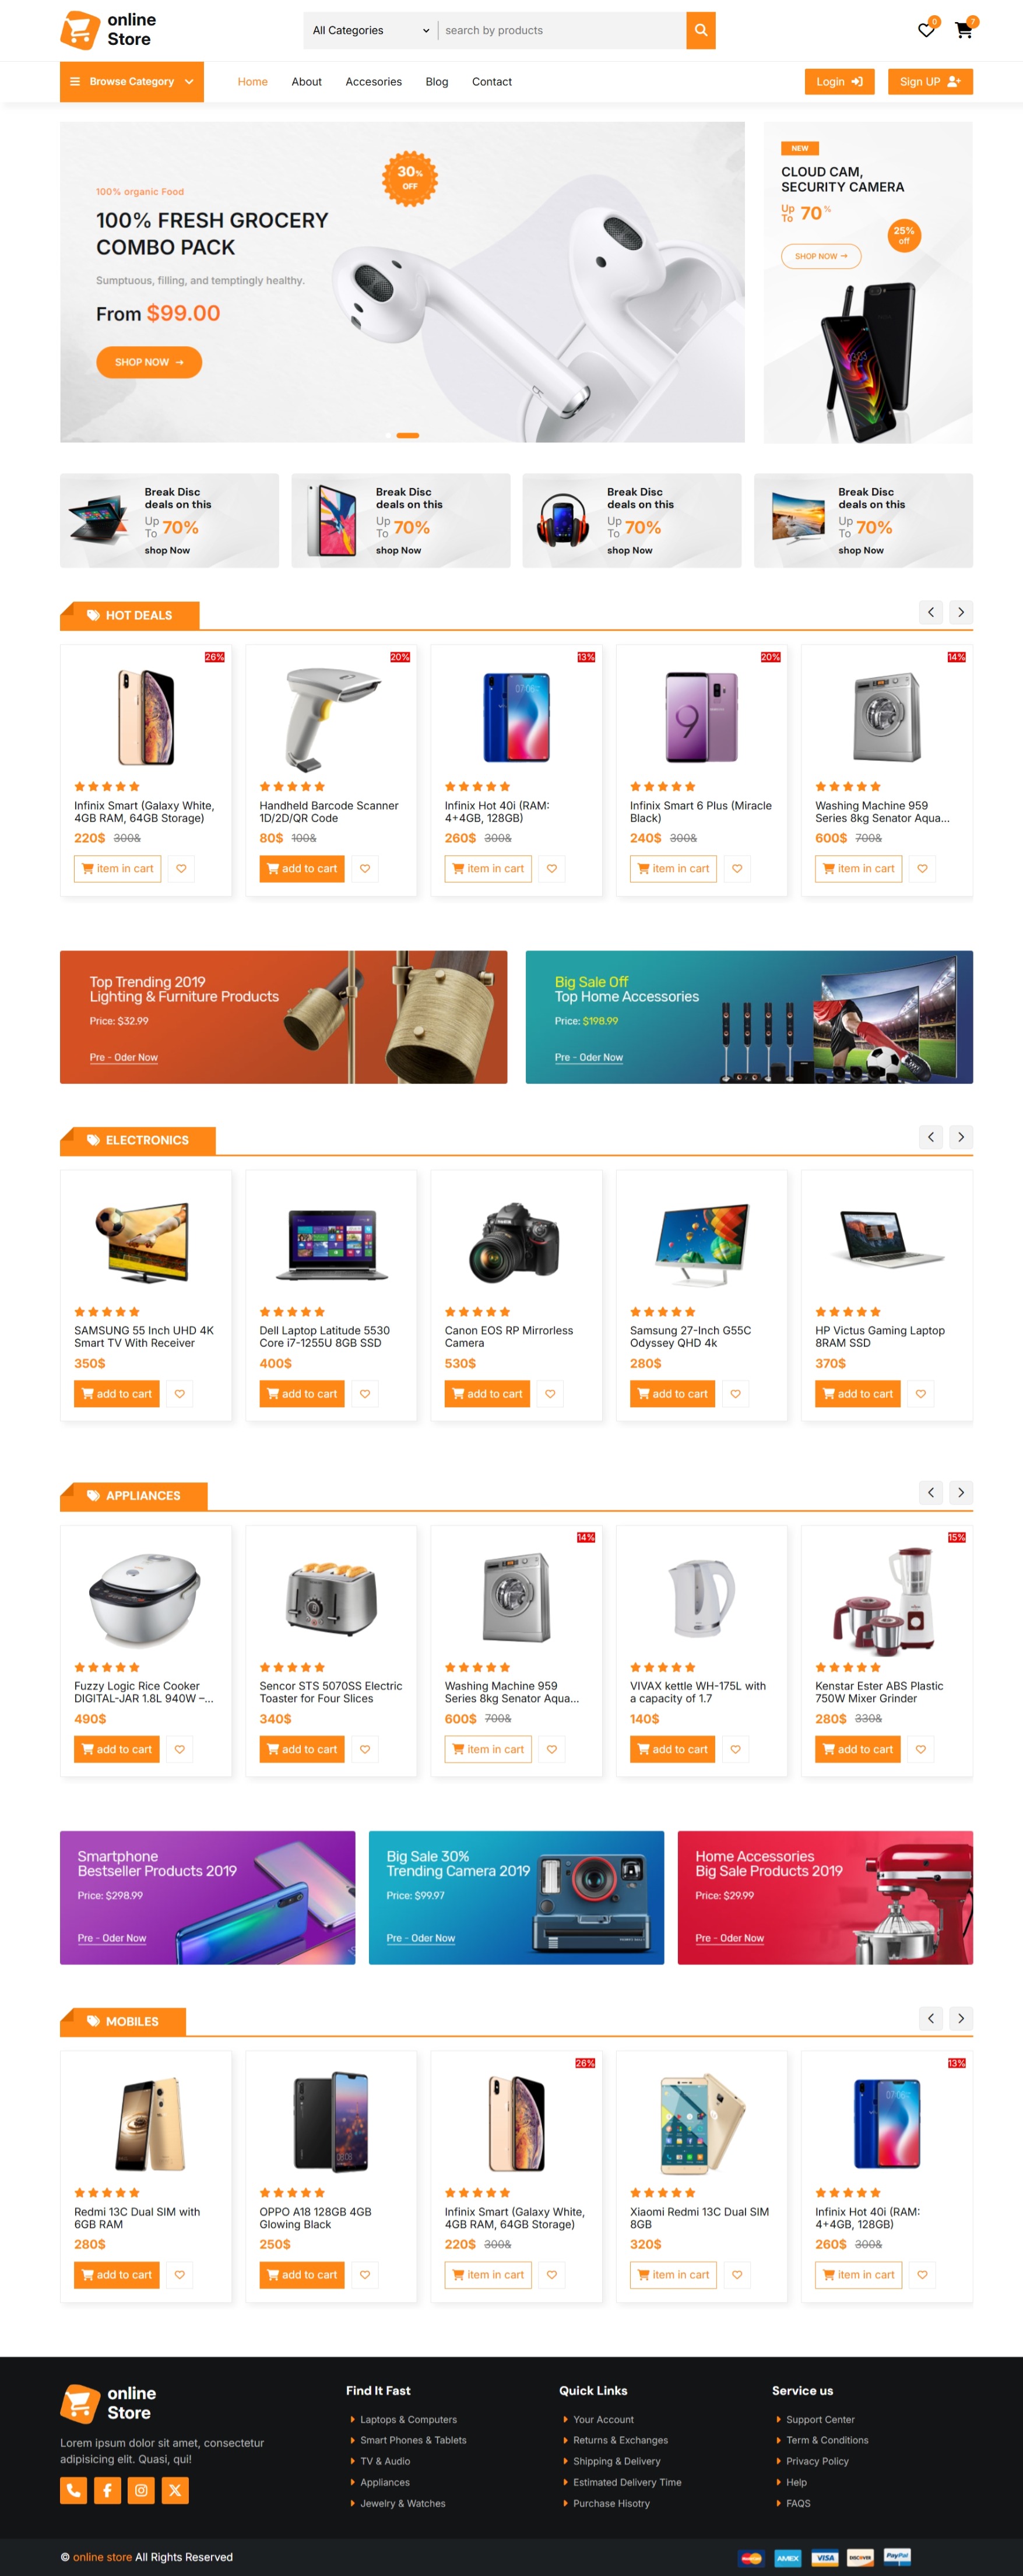 online
Store
All Categories
search by products
0
7
Browse Category
Home
About
Accesories
Blog
Contact
Login
Sign UP
100% organic Food
100% FRESH GROCERY
COMBO PACK
Sumptuous, filling, and temptingly healthy.
From $99.00
SHOP NOW
30%
OFF
NEW
CLOUD CAM,
SECURITY CAMERA
Up
To
70%
25%
off
SHOP NOW
Break Disc
deals on this
Up
To
70%
shop Now
Break Disc
deals on this
Up
To
70%
shop Now
Break Disc
deals on this
Up
To
70%
shop Now
Break Disc
deals on this
Up
To
70%
shop Now
HOT DEALS
26%
Infinix Smart (Galaxy White,
4GB RAM, 64GB Storage)
220$ 300&
item in cart
20%
Handheld Barcode Scanner
1D/2D/QR Code
80$ 100&
add to cart
13%
Infinix Hot 40i (RAM:
4+4GB, 128GB)
260$ 300&
item in cart
20%
Infinix Smart 6 Plus (Miracle
Black)
240$ 300&
item in cart
14%
Washing Machine 959
Series 8kg Senator Aqua...
600$ 700&
item in cart
Top Trending 2019
Lighting & Furniture Products
Price: $32.99
Pre - Oder Now
Big Sale Off
Top Home Accessories
Price: $198.99
Pre - Oder Now
ELECTRONICS
SAMSUNG 55 Inch UHD 4K
Smart TV With Receiver
350$
add to cart
Dell Laptop Latitude 5530
Core i7-1255U 8GB SSD
400$
add to cart
Canon EOS RP Mirrorless
Camera
530$
add to cart
Samsung 27-Inch G55C
Odyssey QHD 4k
280$
add to cart
HP Victus Gaming Laptop
8RAM SSD
370$
add to cart
APPLIANCES
Fuzzy Logic Rice Cooker
DIGITAL-JAR 1.8L 940W –...
490$
add to cart
Sencor STS 5070SS Electric
Toaster for Four Slices
340$
add to cart
14%
Washing Machine 959
Series 8kg Senator Aqua...
600$ 700&
item in cart
VIVAX kettle WH-175L with
a capacity of 1.7
140$
add to cart
15%
Kenstar Ester ABS Plastic
750W Mixer Grinder
280$ 330&
add to cart
Smartphone
Bestseller Products 2019
Price: $298.99
Pre - Oder Now
Big Sale 30%
Trending Camera 2019
Price: $99.97
Pre - Oder Now
Home Accessories
Big Sale Products 2019
Price: $29.99
Pre - Oder Now
MOBILES
Redmi 13C Dual SIM with
6GB RAM
280$
add to cart
OPPO A18 128GB 4GB
Glowing Black
250$
add to cart
26%
Infinix Smart (Galaxy White,
4GB RAM, 64GB Storage)
220$ 300&
item in cart
Xiaomi Redmi 13C Dual SIM
8GB
320$
item in cart
13%
Infinix Hot 40i (RAM:
4+4GB, 128GB)
260$ 300&
item in cart
online
Store
Lorem ipsum dolor sit amet, consectetur
adipisicing elit. Quasi, qui!
Find It Fast
Laptops & Computers
Smart Phones & Tablets
TV & Audio
Appliances
Jewelry & Watches
Quick Links
Your Account
Returns & Exchanges
Shipping & Delivery
Estimated Delivery Time
Purchase Hisotry
Service us
Support Center
Term & Conditions
Privacy Policy
Help
FAQS
© online store All Rights Reserved
AMEX
VISA
DISCOVER
PayPal